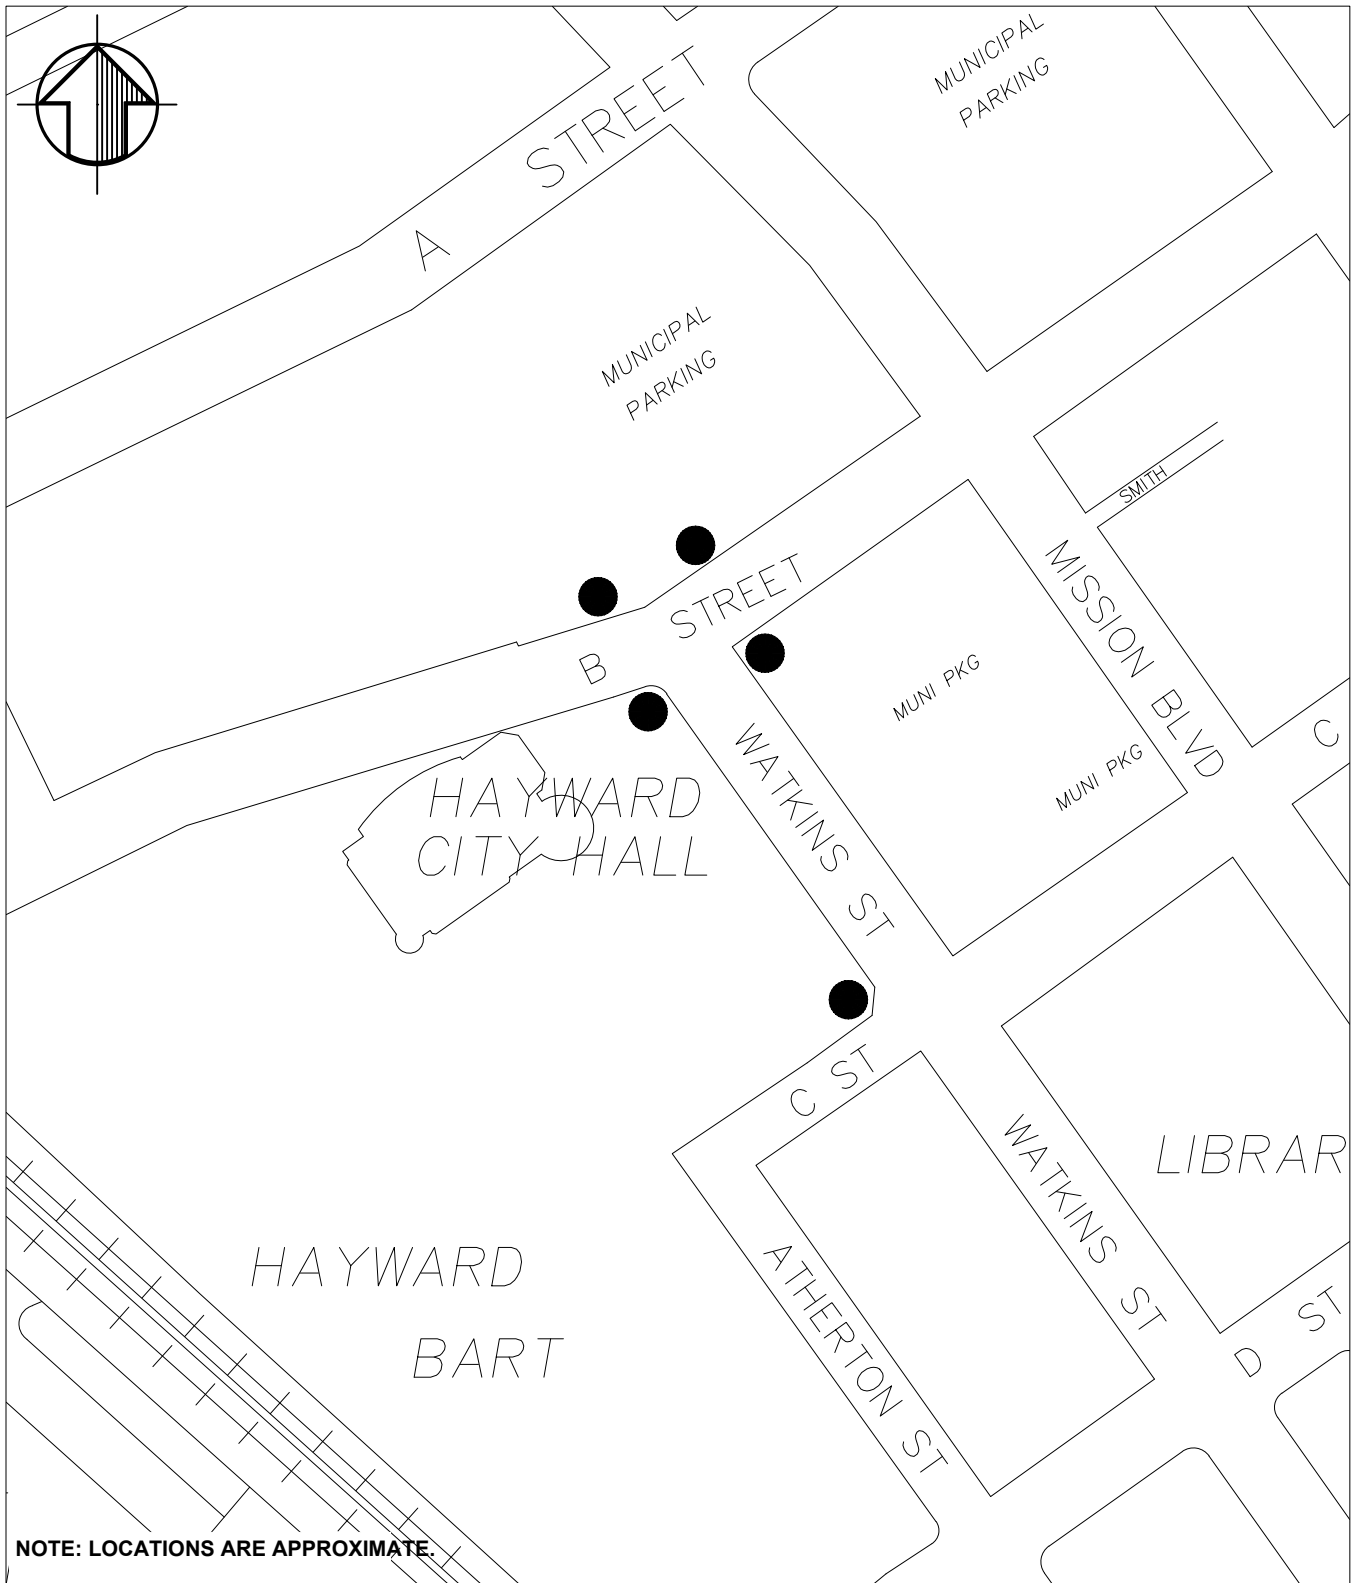 MUNICIPAL
PARKING
A STREET
MUNICIPAL
PARKING
SMITH
B STREET
MISSION BLVD
MUNI PKG
C
MUNI PKG
WATKINS ST
HAYWARD
CITY HALL
C ST
WATKINS ST
LIBRAR
HAYWARD
BART
ATHERTON ST
D ST
NOTE: LOCATIONS ARE APPROXIMATE.